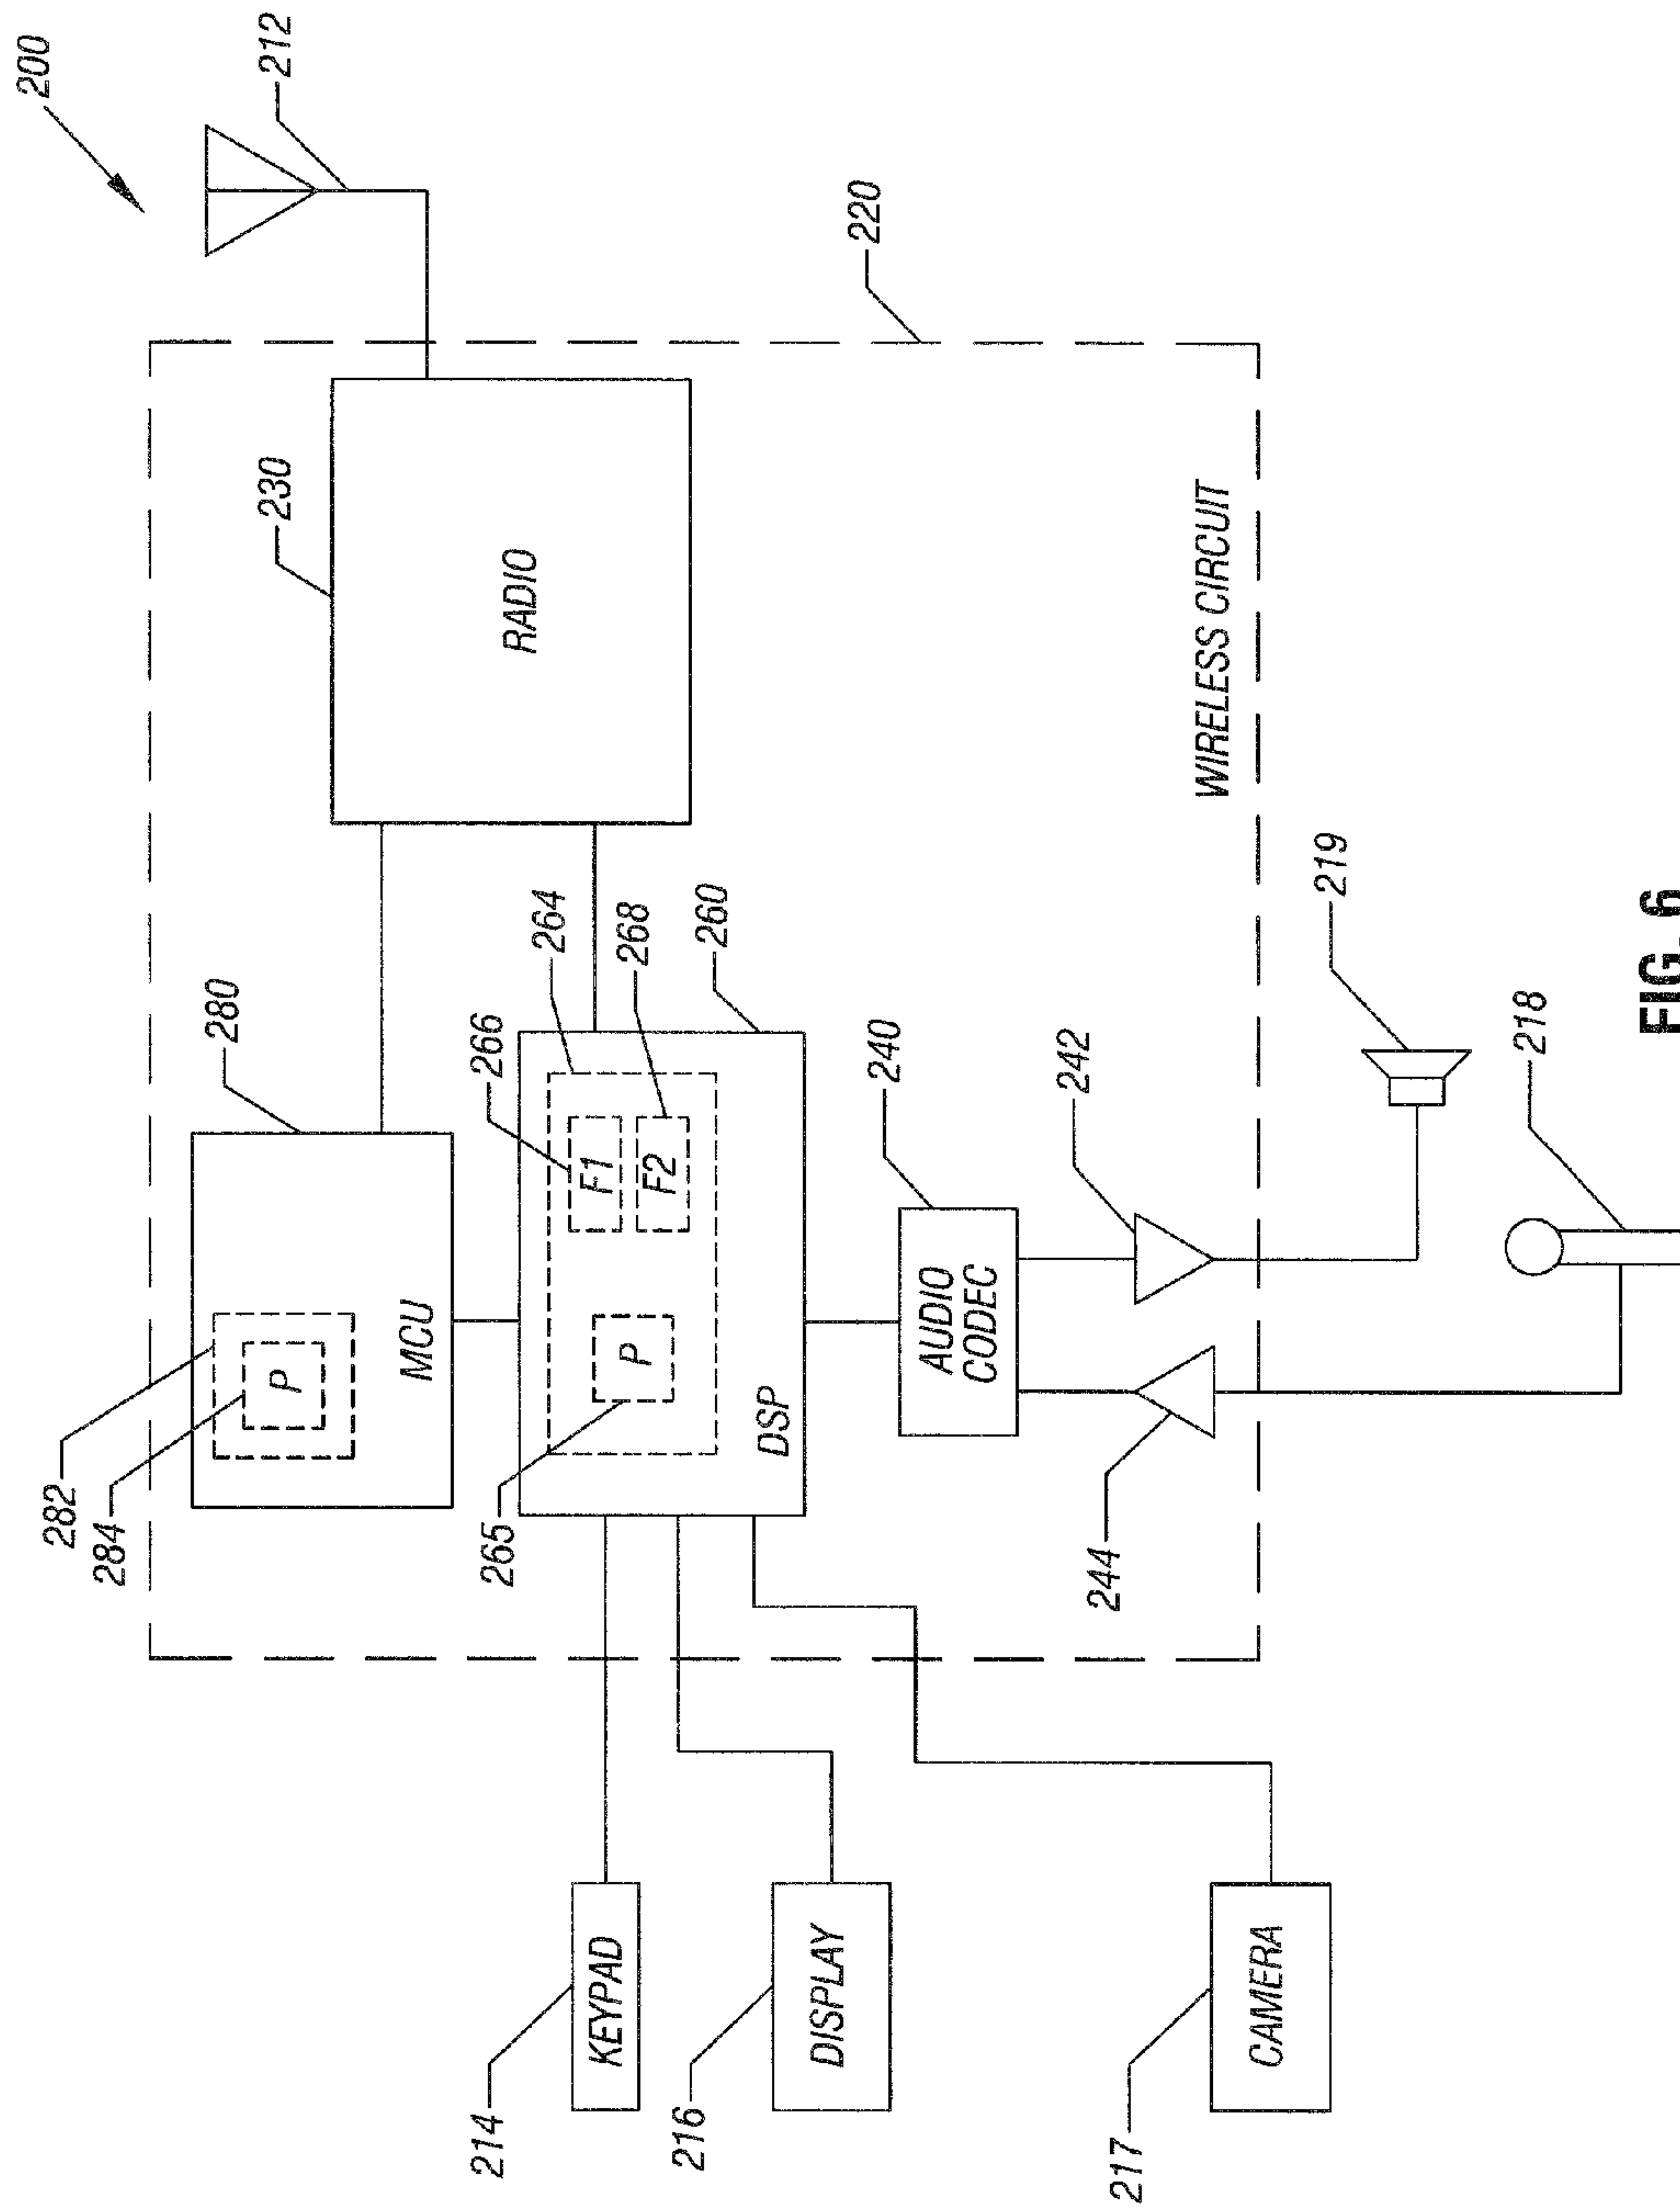 200
212
220
230
RADIO
WIRELESS CIRCUIT
280
282
284
P
MCU
264
266
268
260
F1
F2
265
P
DSP
240
AUDIO
CODEC
242
244
219
218
214
KEYPAD
216
DISPLAY
217
CAMERA
FIG. 6